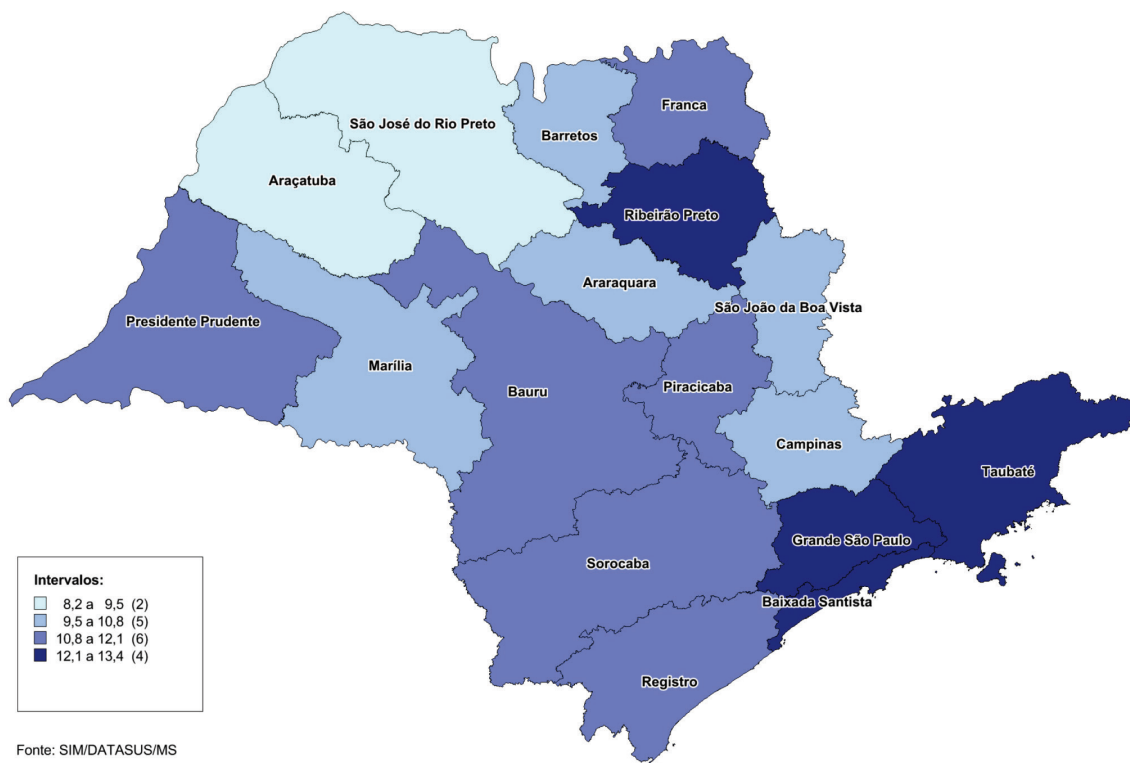 Franca
São José do Rio Preto
Barretos
Araçatuba
Ribeirão Preto
Araraquara
São João da Boa Vista
Presidente Prudente
Marília
Bauru
Piracicaba
Campinas
Taubaté
Grande São Paulo
Sorocaba
Baixada Santista
Registro
Intervalos:
8,2 a 9,5 (2)
9,5 a 10,8 (5)
10,8 a 12,1 (6)
12,1 a 13,4 (4)
Fonte: SIM/DATASUS/MS